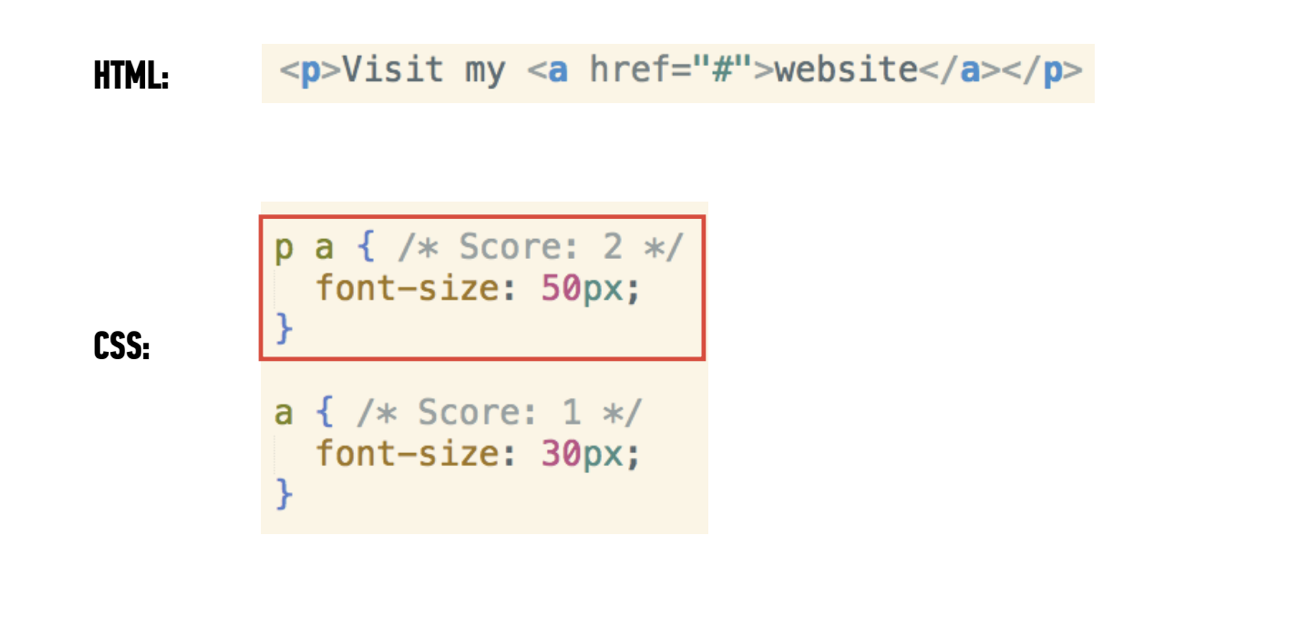 HTML:
<p>Visit my <a href="#">website</a></p>
CSS:
p a { /* Score: 2 */
  font-size: 50px;
}
a { /* Score: 1 */
  font-size: 30px;
}